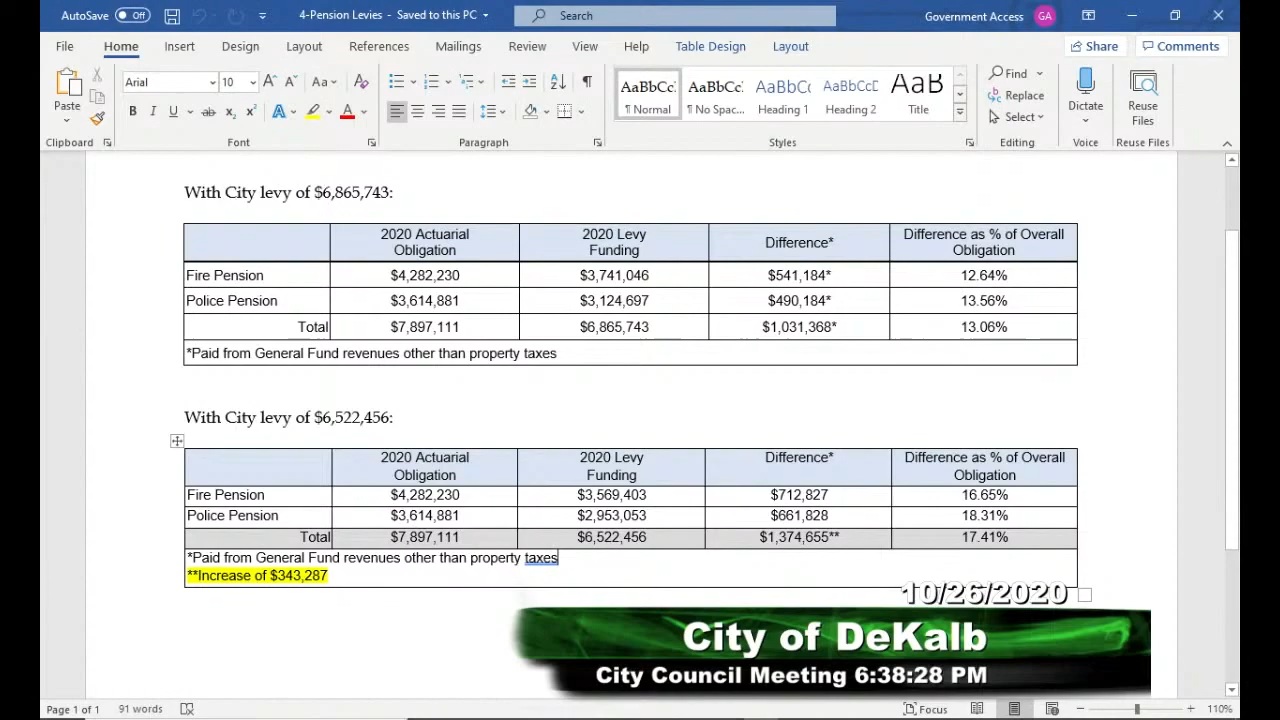 AutoSave Off 4-Pension Levies - Saved to this PC Search Government Access GA
File Home Insert Design Layout References Mailings Review View Help Table Design Layout Share Comments
Paste Arial 10 Aa AaBbCc AaBbCc AaBbC AaBbCcD AaB Find Replace Select Dictate Reuse Files
¶ Normal ¶ No Spac... Heading 1 Heading 2 Title
Clipboard Font Paragraph Styles Editing Voice Reuse Files
With City levy of $6,865,743:
2020 Actuarial Obligation 2020 Levy Funding Difference* Difference as % of Overall Obligation
Fire Pension $4,282,230 $3,741,046 $541,184* 12.64%
Police Pension $3,614,881 $3,124,697 $490,184* 13.56%
Total $7,897,111 $6,865,743 $1,031,368* 13.06%
*Paid from General Fund revenues other than property taxes
With City levy of $6,522,456:
2020 Actuarial Obligation 2020 Levy Funding Difference* Difference as % of Overall Obligation
Fire Pension $4,282,230 $3,569,403 $712,827 16.65%
Police Pension $3,614,881 $2,953,053 $661,828 18.31%
Total $7,897,111 $6,522,456 $1,374,655** 17.41%
*Paid from General Fund revenues other than property taxes
**Increase of $343,287
10/26/2020
City of DeKalb
City Council Meeting 6:38:28 PM
Page 1 of 1 91 words Focus 110%